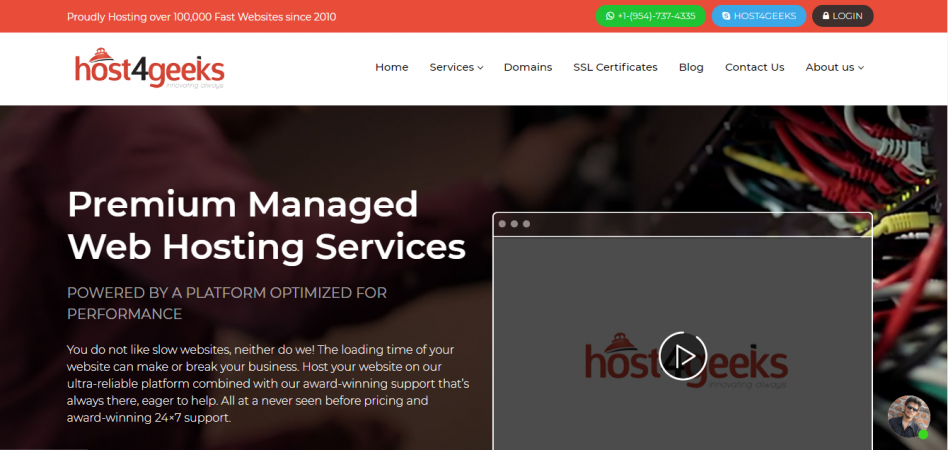 Proudly Hosting over 100,000 Fast Websites since 2010
+1-(954)-737-4335
HOST4GEEKS
LOGIN
host4geeks
innovating always
Home
Services
Domains
SSL Certificates
Blog
Contact Us
About us
Premium Managed
Web Hosting Services
POWERED BY A PLATFORM OPTIMIZED FOR
PERFORMANCE
You do not like slow websites, neither do we! The loading time of your
website can make or break your business. Host your website on our
ultra-reliable platform combined with our award-winning support that's
always there, eager to help. All at a never seen before pricing and
award-winning 24×7 support.
host4geeks
innovating always